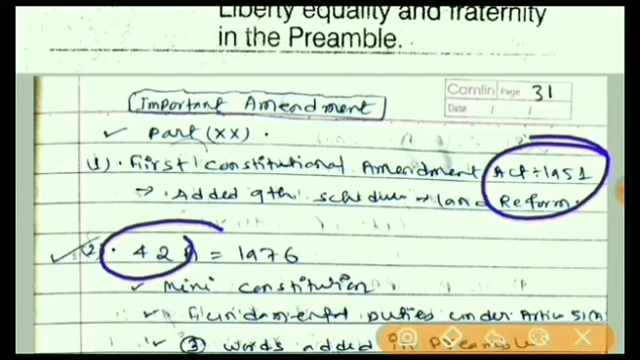 Liberty equality and fraternity
in the Preamble.
Camlin Page 31
Date / /
Important Amendment
Part (XX).
(1). First Constitutional Amendment Act:1951
→ Added 9th schedule → land Reform.
(2). 42 = 1976
Mini constitution
Fundamental Duties under Article 51
(3) words added in Preamble